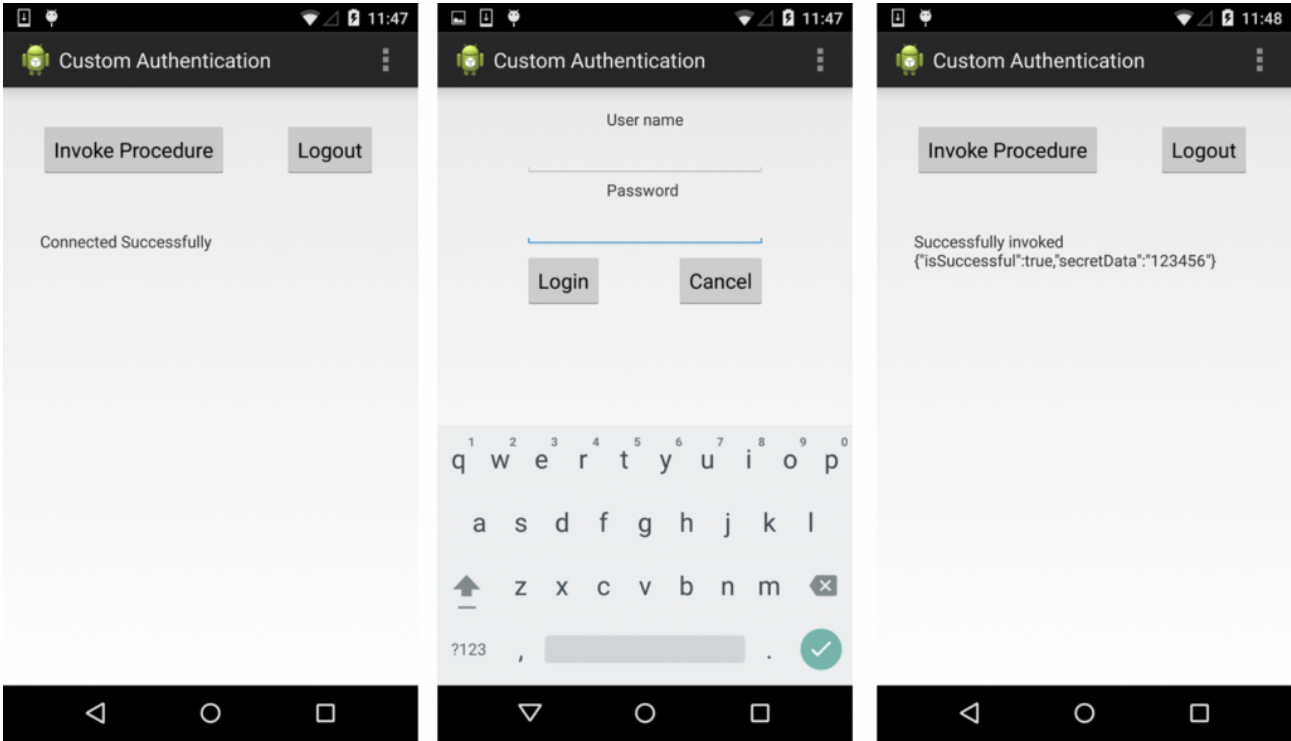 11:47
Custom Authentication
Invoke Procedure Logout
Connected Successfully
11:47
Custom Authentication
User name
Password
Login Cancel
1 2 3 4 5 6 7 8 9 0
q w e r t y u i o p
a s d f g h j k l
z x c v b n m
?123 , .
11:48
Custom Authentication
Invoke Procedure Logout
Successfully invoked
{"isSuccessful":true,"secretData":"123456"}